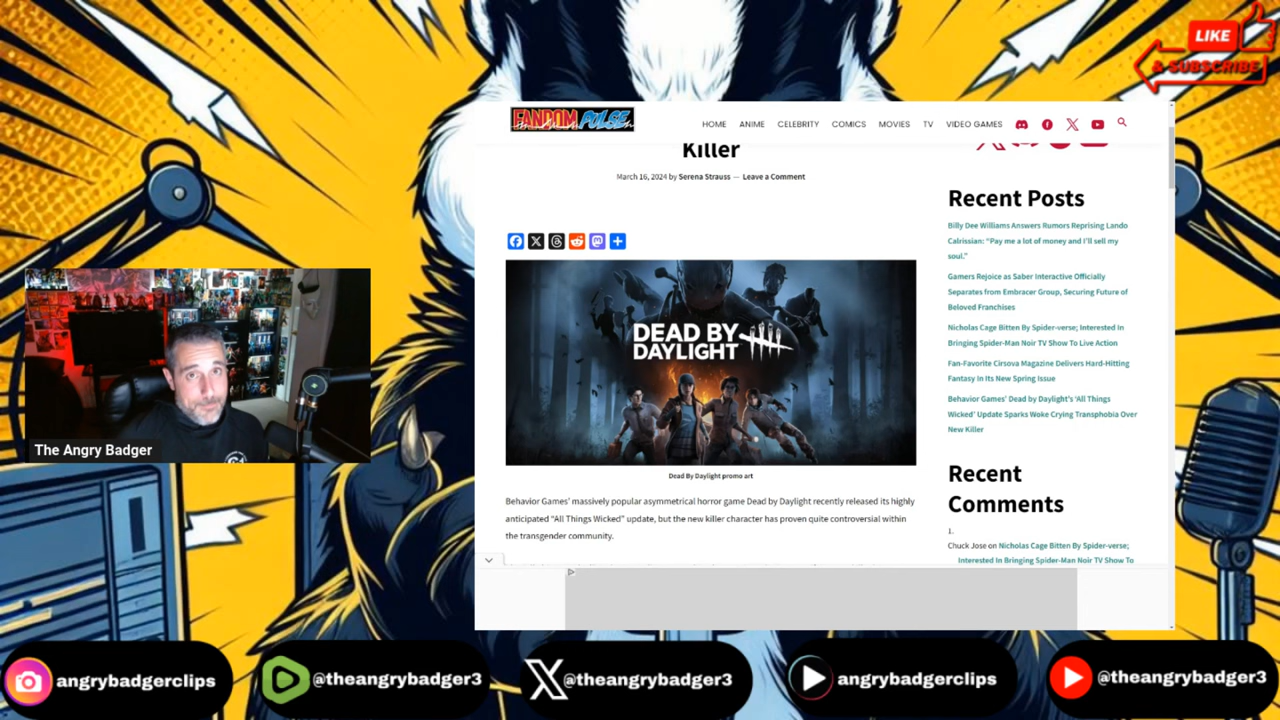 LIKE
& SUBSCRIBE
FANDOM PULSE
HOME ANIME CELEBRITY COMICS MOVIES TV VIDEO GAMES
Killer
March 16, 2024 by Serena Strauss — Leave a Comment
DEAD BY
DAYLIGHT
Dead By Daylight promo art
Behavior Games' massively popular asymmetrical horror game Dead by Daylight recently released its highly
anticipated "All Things Wicked" update, but the new killer character has proven quite controversial within
the transgender community.
Recent Posts
Billy Dee Williams Answers Rumors Reprising Lando
Calrissian: "Pay me a lot of money and I'll sell my
soul."
Gamers Rejoice as Saber Interactive Officially
Separates from Embracer Group, Securing Future of
Beloved Franchises
Nicholas Cage Bitten By Spider-verse; Interested In
Bringing Spider-Man Noir TV Show To Live Action
Fan-Favorite Cirsova Magazine Delivers Hard-Hitting
Fantasy In Its New Spring Issue
Behavior Games' Dead by Daylight's 'All Things
Wicked' Update Sparks Woke Crying Transphobia Over
New Killer
Recent
Comments
1.
Chuck Jose on Nicholas Cage Bitten By Spider-verse;
Interested In Bringing Spider-Man Noir TV Show To
The Angry Badger
angrybadgerclips
@theangrybadger3
@theangrybadger3
angrybadgerclips
@theangrybadger3